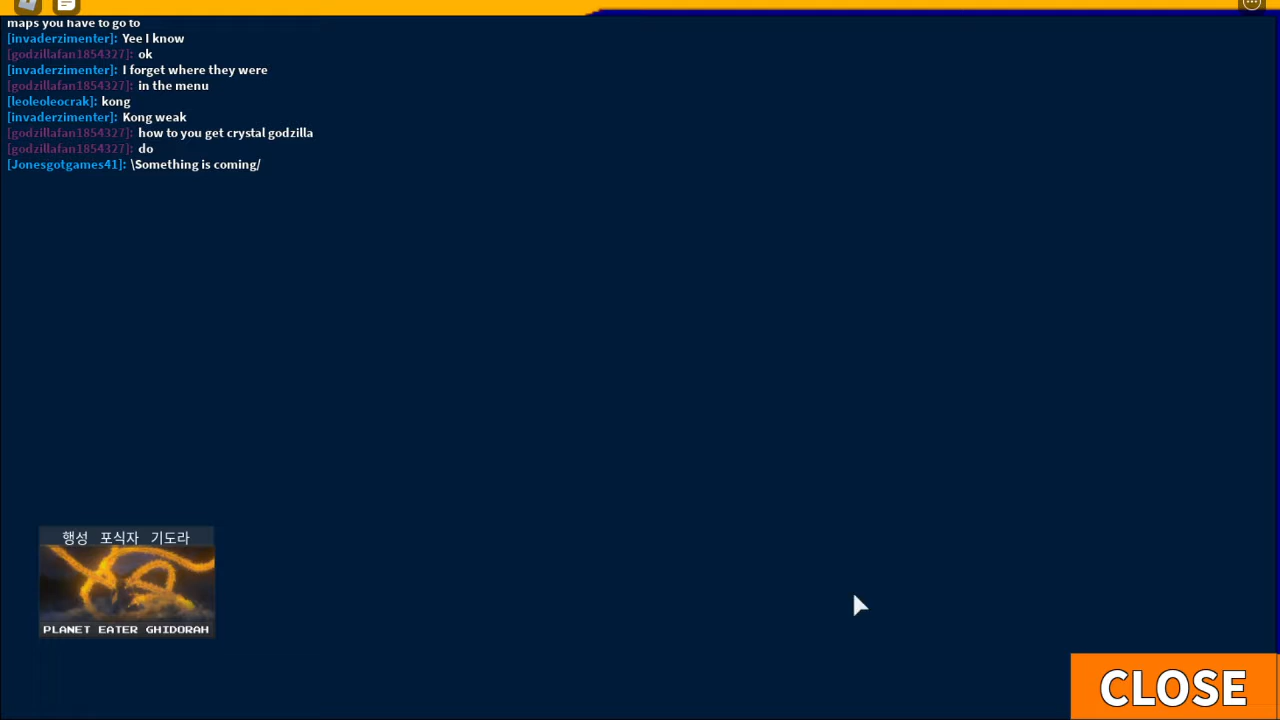 maps you have to go to
[invaderzimenter]: Yee I know
[godzillafan1854327]: ok
[invaderzimenter]: I forget where they were
[godzillafan1854327]: in the menu
[leoleoleocrak]: kong
[invaderzimenter]: Kong weak
[godzillafan1854327]: how to you get crystal godzilla
[godzillafan1854327]: do
[Jonesgotgames41]: \Something is coming/
행성 포식자 기도라
PLANET EATER GHIDORAH
CLOSE